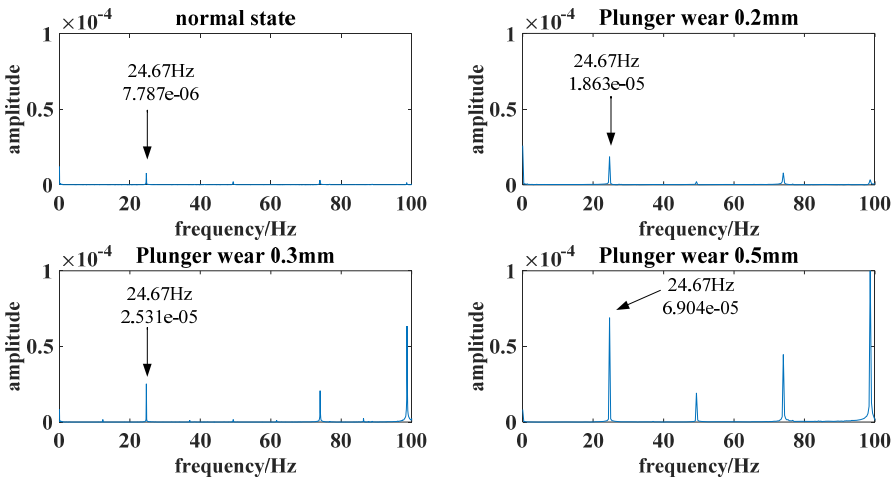 normal state
×10⁻⁴
1
0.5
0
amplitude
24.67Hz
7.787e-06
0 20 40 60 80 100
frequency/Hz
Plunger wear 0.2mm
×10⁻⁴
1
0.5
0
amplitude
24.67Hz
1.863e-05
0 20 40 60 80 100
frequency/Hz
Plunger wear 0.3mm
×10⁻⁴
1
0.5
0
amplitude
24.67Hz
2.531e-05
0 20 40 60 80 100
frequency/Hz
Plunger wear 0.5mm
×10⁻⁴
1
0.5
0
amplitude
24.67Hz
6.904e-05
0 20 40 60 80 100
frequency/Hz